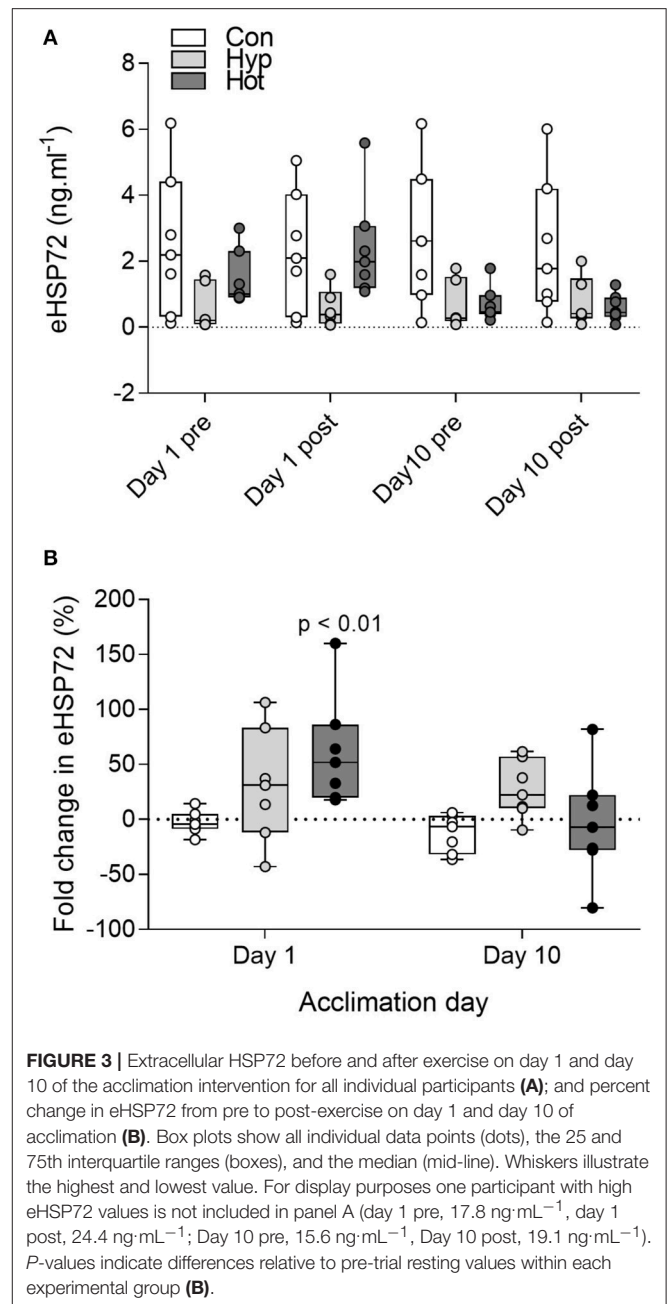 A
Con
Hyp
Hot
8
6
4
2
0
-2
eHSP72 (ng.ml⁻¹)
Day 1 pre
Day 1 post
Day10 pre
Day 10 post
B
200
150
100
50
0
-50
-100
Fold change in eHSP72 (%)
p < 0.01
Day 1
Day 10
Acclimation day
FIGURE 3 | Extracellular HSP72 before and after exercise on day 1 and day
10 of the acclimation intervention for all individual participants (A); and percent
change in eHSP72 from pre to post-exercise on day 1 and day 10 of
acclimation (B). Box plots show all individual data points (dots), the 25 and
75th interquartile ranges (boxes), and the median (mid-line). Whiskers illustrate
the highest and lowest value. For display purposes one participant with high
eHSP72 values is not included in panel A (day 1 pre, 17.8 ng·mL⁻¹, day 1
post, 24.4 ng·mL⁻¹; Day 10 pre, 15.6 ng·mL⁻¹, Day 10 post, 19.1 ng·mL⁻¹).
P-values indicate differences relative to pre-trial resting values within each
experimental group (B).